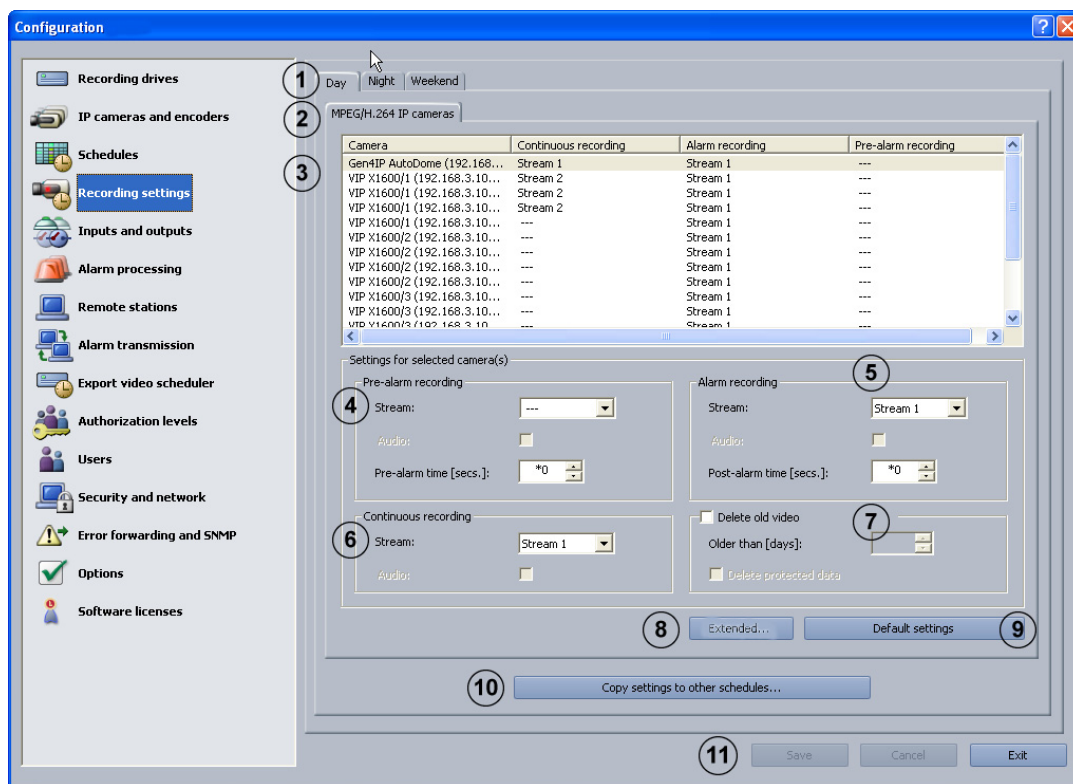 Configuration
Recording drives
IP cameras and encoders
Schedules
Recording settings
Inputs and outputs
Alarm processing
Remote stations
Alarm transmission
Export video scheduler
Authorization levels
Users
Security and network
Error forwarding and SNMP
Options
Software licenses
1 Day Night Weekend
2 MPEG/H.264 IP cameras
3
Camera Continuous recording Alarm recording Pre-alarm recording
Gen4IP AutoDome (192.168... Stream 1 Stream 1 ---
VIP X1600/1 (192.168.3.10... Stream 2 Stream 1 ---
VIP X1600/1 (192.168.3.10... Stream 2 Stream 1 ---
VIP X1600/1 (192.168.3.10... Stream 2 Stream 1 ---
VIP X1600/1 (192.168.3.10... --- Stream 1 ---
VIP X1600/2 (192.168.3.10... --- Stream 1 ---
VIP X1600/2 (192.168.3.10... --- Stream 1 ---
VIP X1600/2 (192.168.3.10... --- Stream 1 ---
VIP X1600/2 (192.168.3.10... --- Stream 1 ---
VIP X1600/3 (192.168.3.10... --- Stream 1 ---
VIP X1600/3 (192.168.3.10... --- Stream 1 ---
VIP X1600/3 (192.168.3.10... --- Stream 1 ---
Settings for selected camera(s)
Pre-alarm recording
4 Stream: ---
Audio:
Pre-alarm time [secs.]: *0
5
Alarm recording
Stream: Stream 1
Audio:
Post-alarm time [secs.]: *0
Continuous recording
6 Stream: Stream 1
Audio:
Delete old video 7
Older than [days]:
Delete protected data
8 Extended... Default settings 9
10 Copy settings to other schedules...
11 Save Cancel Exit